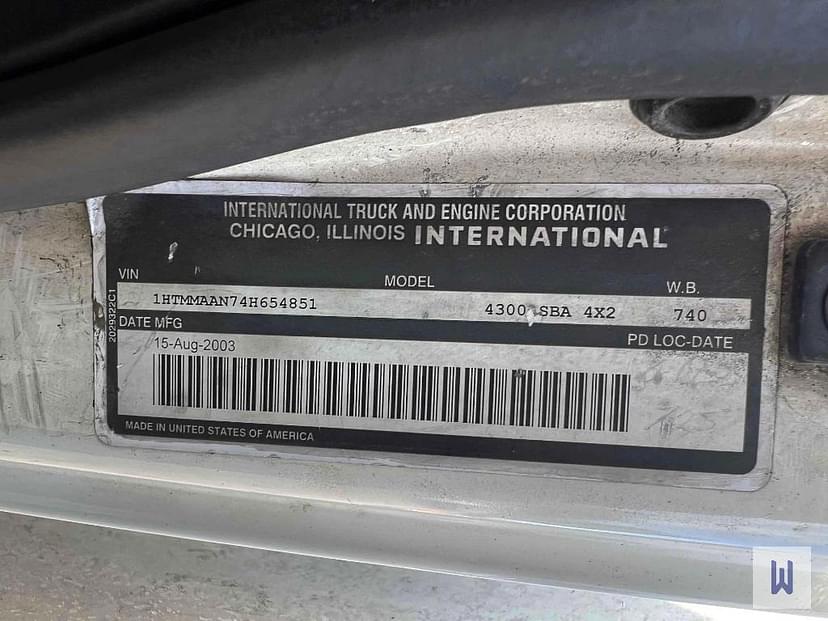 INTERNATIONAL TRUCK AND ENGINE CORPORATION
CHICAGO, ILLINOIS INTERNATIONAL
VIN MODEL W.B.
1HTMMAAN74H654851 4300 SBA 4X2 740
DATE MFG PD LOC-DATE
15-Aug-2003
MADE IN UNITED STATES OF AMERICA
2029322C1
W